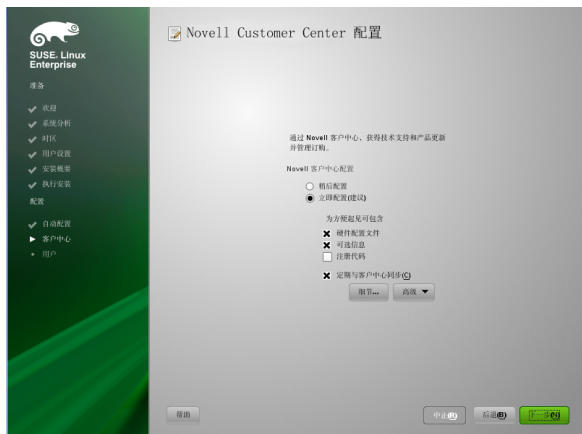 SUSE. Linux
Enterprise
准备
欢迎
系统分析
时区
用户设置
安装概要
执行安装
配置
自动配置
客户中心
用户
Novell Customer Center 配置
通过 Novell 客户中心，获得技术支持和产品更新
并管理订购。
Novell 客户中心配置
稍后配置
立即配置(建议)
为方便起见可包含
硬件配置文件
可选信息
注册代码
定期与客户中心同步(C)
细节...
高级
帮助
中止(R)
后退(B)
下一步(N)